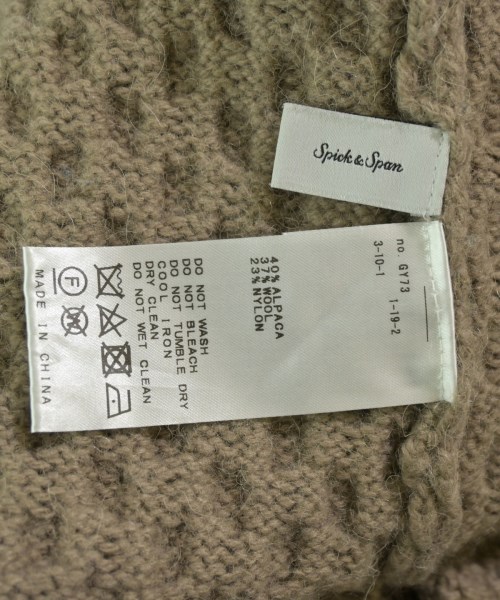 Spick & Span
no. GY73
3-10-1 1-19-2
40% ALPACA
37% WOOL
23% NYLON
DO NOT WASH
DO NOT BLEACH
DO NOT TUMBLE DRY
COOL IRON
DRY CLEAN
DO NOT WET CLEAN
F
W
MADE IN CHINA